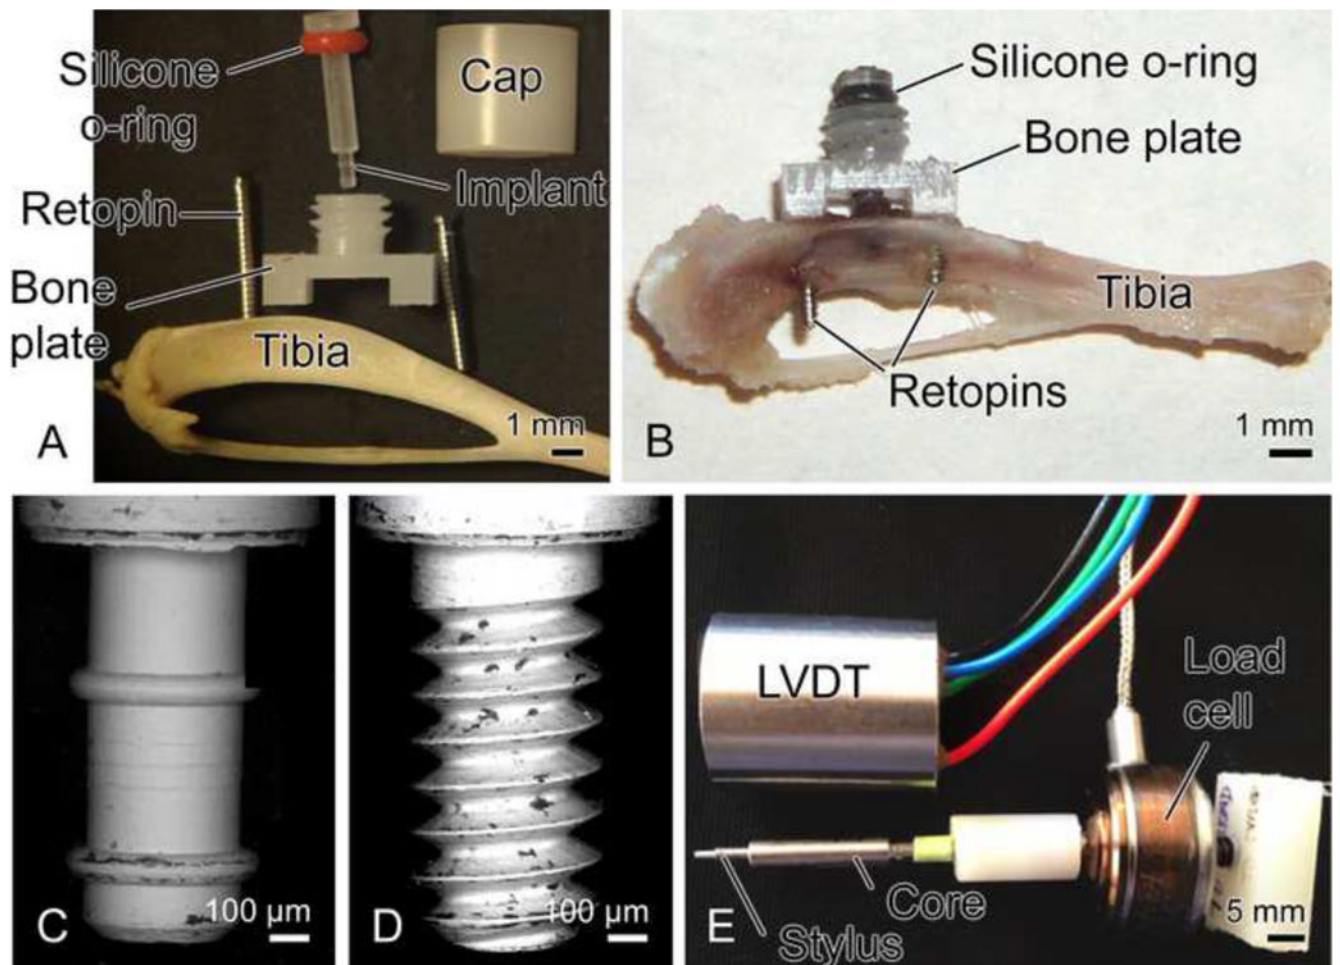 Silicone
o-ring
Cap
Implant
Retopin
Bone
plate
Tibia
1 mm
A
Silicone o-ring
Bone plate
Tibia
Retopins
1 mm
B
C
100 µm
D
100 µm
LVDT
Load
cell
Core
Stylus
5 mm
E